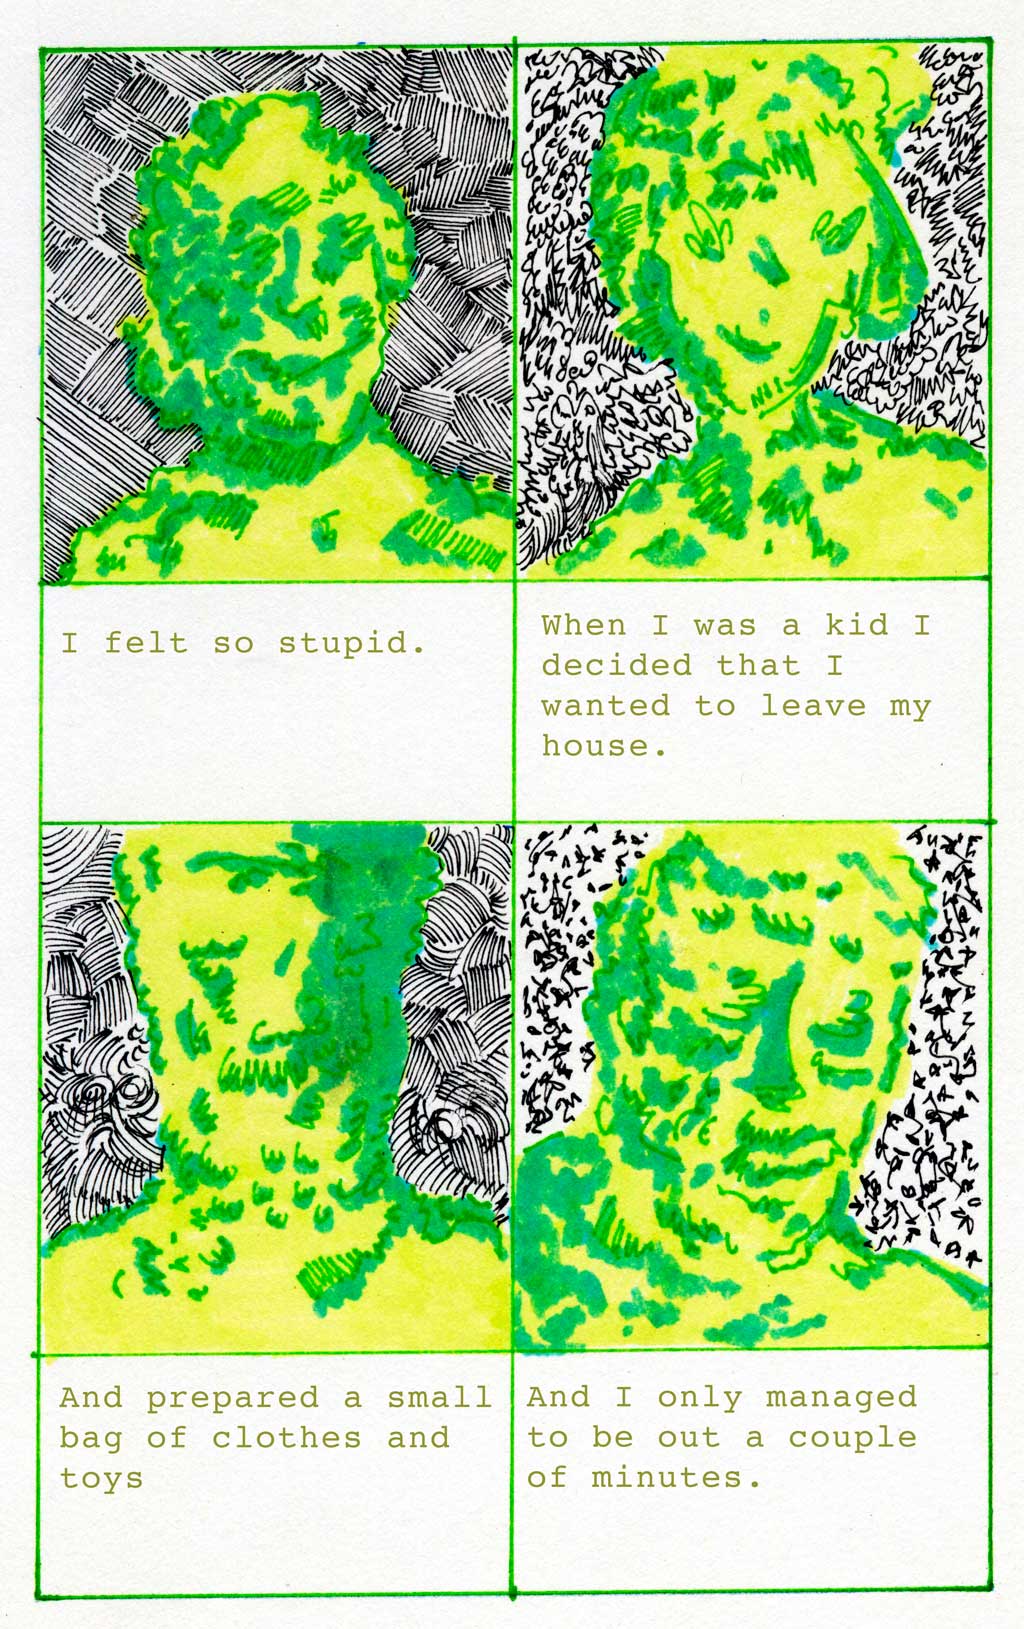 I felt so stupid.
When I was a kid I
decided that I
wanted to leave my
house.
And prepared a small
bag of clothes and
toys
And I only managed
to be out a couple
of minutes.